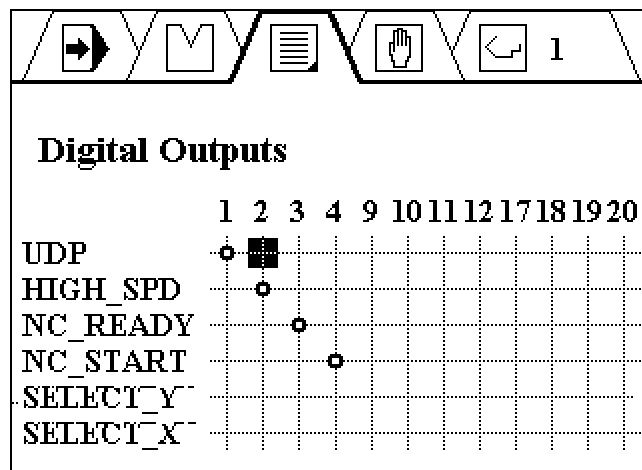 1
Digital Outputs
1 2 3 4 9 10 11 12 17 18 19 20
UDP
HIGH_SPD
NC_READY
NC_START
SELECT_Y
SELECT_X